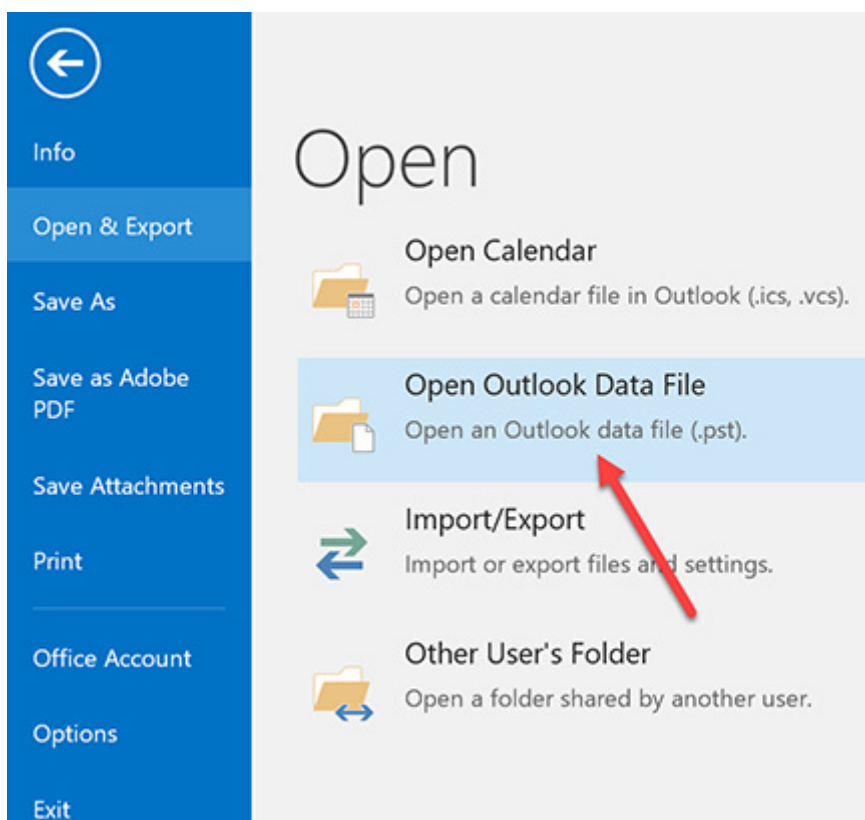 Info
Open & Export
Save As
Save as Adobe
PDF
Save Attachments
Print
Office Account
Options
Exit
Open
Open Calendar
Open a calendar file in Outlook (.ics, .vcs).
Open Outlook Data File
Open an Outlook data file (.pst).
Import/Export
Import or export files and settings.
Other User's Folder
Open a folder shared by another user.